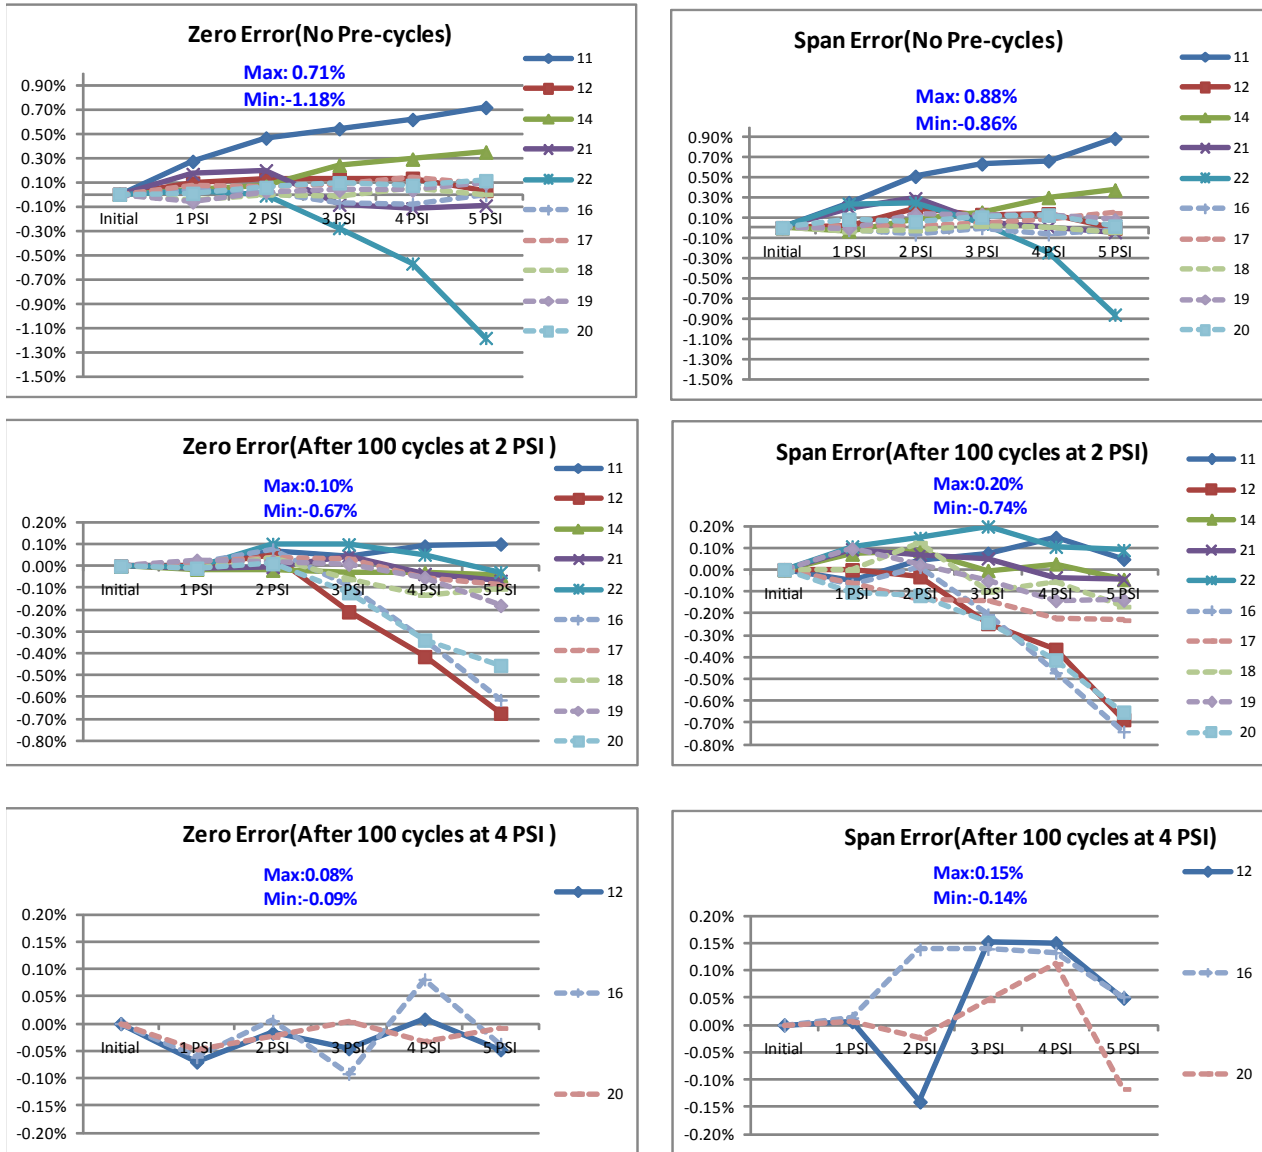 Zero Error(No Pre-cycles)
Max: 0.71%
Min:-1.18%
0.90%
0.70%
0.50%
0.30%
0.10%
-0.10%
-0.30%
-0.50%
-0.70%
-0.90%
-1.10%
-1.30%
-1.50%
Initial
1 PSI
2 PSI
3 PSI
4 PSI
5 PSI
11
12
14
21
22
16
17
18
19
20
Span Error(No Pre-cycles)
Max: 0.88%
Min:-0.86%
0.90%
0.70%
0.50%
0.30%
0.10%
-0.10%
-0.30%
-0.50%
-0.70%
-0.90%
-1.10%
-1.30%
-1.50%
Initial
1 PSI
2 PSI
3 PSI
4 PSI
5 PSI
11
12
14
21
22
16
17
18
19
20
Zero Error(After 100 cycles at 2 PSI )
Max:0.10%
Min:-0.67%
0.20%
0.10%
0.00%
-0.10%
-0.20%
-0.30%
-0.40%
-0.50%
-0.60%
-0.70%
-0.80%
Initial
1 PSI
2 PSI
3 PSI
4 PSI
5 PSI
11
12
14
21
22
16
17
18
19
20
Span Error(After 100 cycles at 2 PSI)
Max:0.20%
Min:-0.74%
0.20%
0.10%
0.00%
-0.10%
-0.20%
-0.30%
-0.40%
-0.50%
-0.60%
-0.70%
-0.80%
Initial
1 PSI
2 PSI
3 PSI
4 PSI
5 PSI
11
12
14
21
22
16
17
18
19
20
Zero Error(After 100 cycles at 4 PSI )
Max:0.08%
Min:-0.09%
0.20%
0.15%
0.10%
0.05%
0.00%
-0.05%
-0.10%
-0.15%
-0.20%
Initial
1 PSI
2 PSI
3 PSI
4 PSI
5 PSI
12
16
20
Span Error(After 100 cycles at 4 PSI)
Max:0.15%
Min:-0.14%
0.20%
0.15%
0.10%
0.05%
0.00%
-0.05%
-0.10%
-0.15%
-0.20%
Initial
1 PSI
2 PSI
3 PSI
4 PSI
5 PSI
12
16
20